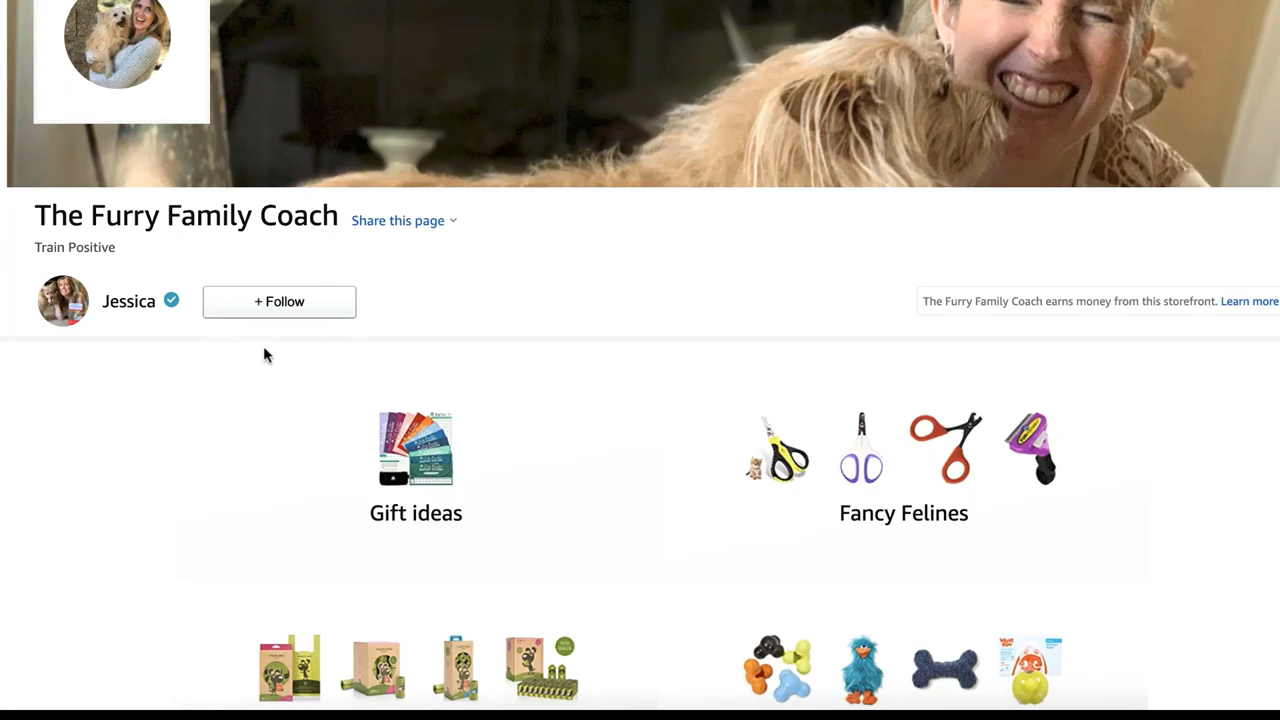 The Furry Family Coach Share this page
Train Positive
Jessica
+ Follow
The Furry Family Coach earns money from this storefront. Learn more
Gift ideas
Fancy Felines